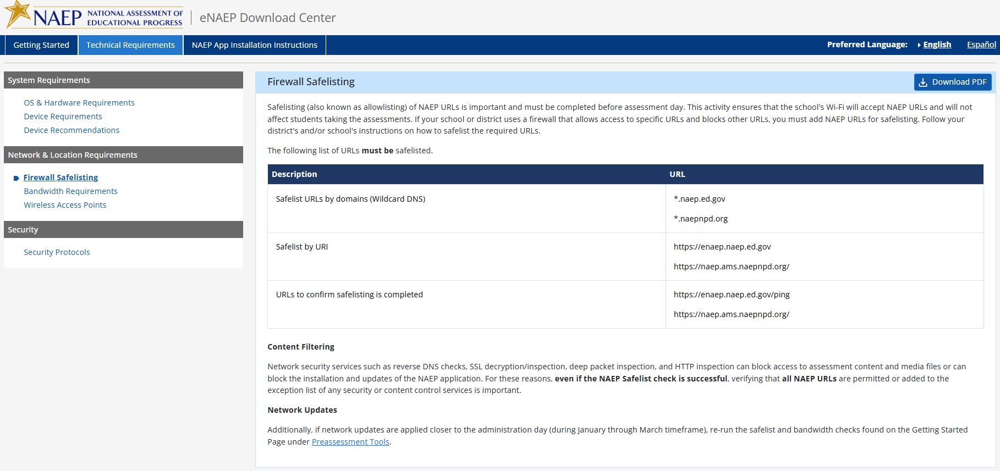 NAEP NATIONAL ASSESSMENT OF
EDUCATIONAL PROGRESS
eNAEP Download Center
Getting Started
Technical Requirements
NAEP App Installation Instructions
Preferred Language:
English
Español
System Requirements
OS & Hardware Requirements
Device Requirements
Device Recommendations
Network & Location Requirements
Firewall Safelisting
Bandwidth Requirements
Wireless Access Points
Security
Security Protocols
Firewall Safelisting
Download PDF
Safelisting (also known as allowlisting) of NAEP URLs is important and must be completed before assessment day. This activity ensures that the school's Wi-Fi will accept NAEP URLs and will not
affect students taking the assessments. If your school or district uses a firewall that allows access to specific URLs and blocks other URLs, you must add NAEP URLs for safelisting. Follow your
district's and/or school's instructions on how to safelist the required URLs.
The following list of URLs must be safelisted.
Description URL
Safelist URLs by domains (Wildcard DNS) *.naep.ed.gov
*.naepnpd.org
Safelist by URI https://enaep.naep.ed.gov
https://naep.ams.naepnpd.org/
URLs to confirm safelisting is completed https://enaep.naep.ed.gov/ping
https://naep.ams.naepnpd.org/
Content Filtering
Network security services such as reverse DNS checks, SSL decryption/inspection, deep packet inspection, and HTTP inspection can block access to assessment content and media files or can
block the installation and updates of the NAEP application. For these reasons, even if the NAEP Safelist check is successful, verifying that all NAEP URLs are permitted or added to the
exception list of any security or content control services is important.
Network Updates
Additionally, if network updates are applied closer to the administration day (during January through March timeframe), re-run the safelist and bandwidth checks found on the Getting Started
Page under Preassessment Tools.